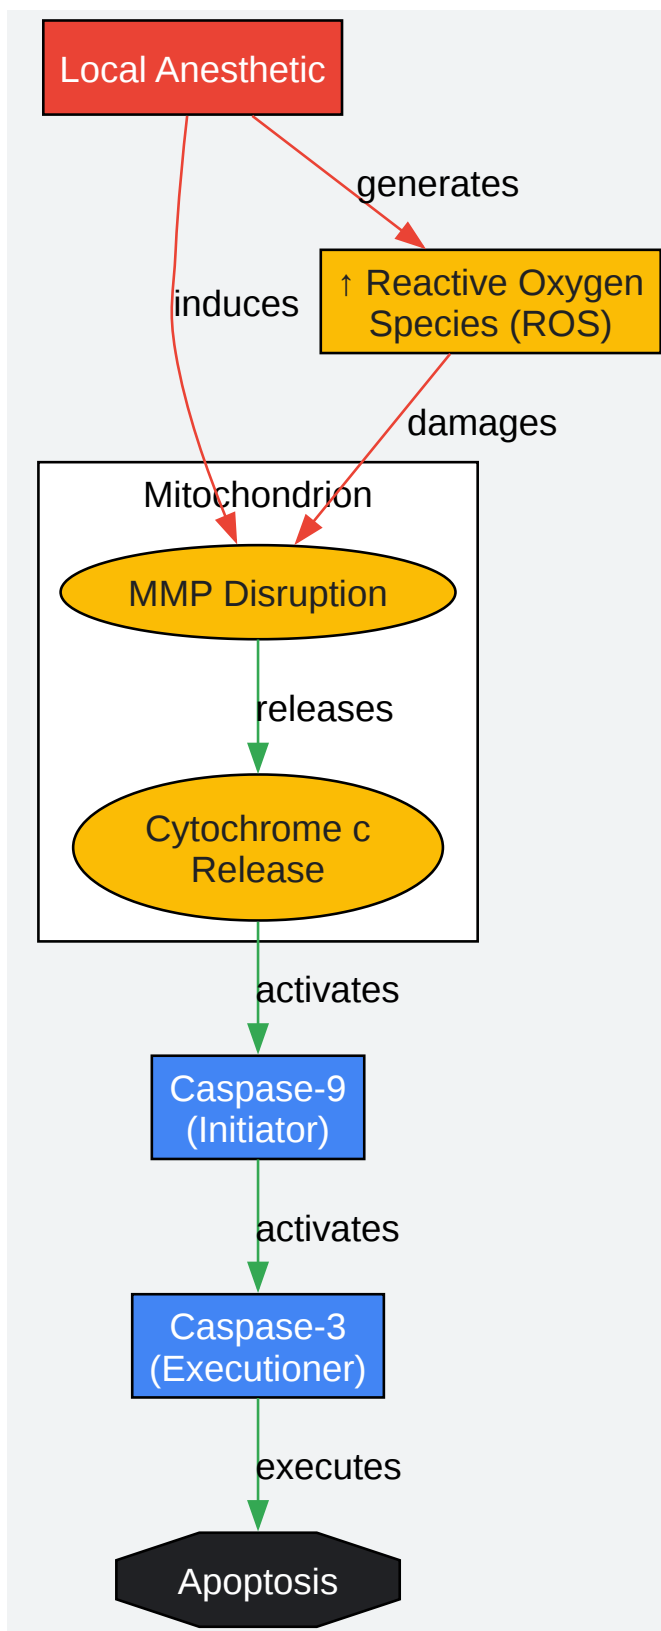 Local Anesthetic
generates
↑ Reactive Oxygen
Species (ROS)
induces
damages
Mitochondrion
MMP Disruption
releases
Cytochrome c
Release
activates
Caspase-9
(Initiator)
activates
Caspase-3
(Executioner)
executes
Apoptosis